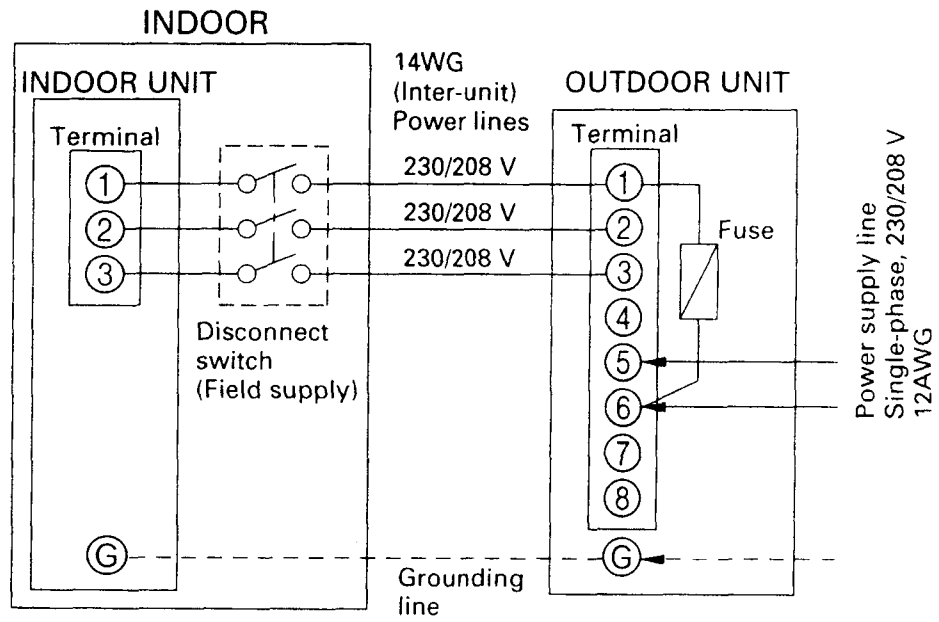 INDOOR
INDOOR UNIT
Terminal
1
2
3
G
Disconnect
switch
(Field supply)
14WG
(Inter-unit)
Power lines
230/208 V
230/208 V
230/208 V
Grounding
line
OUTDOOR UNIT
Terminal
1
2
3
4
5
6
7
8
G
Fuse
Power supply line
Single-phase, 230/208 V
12AWG